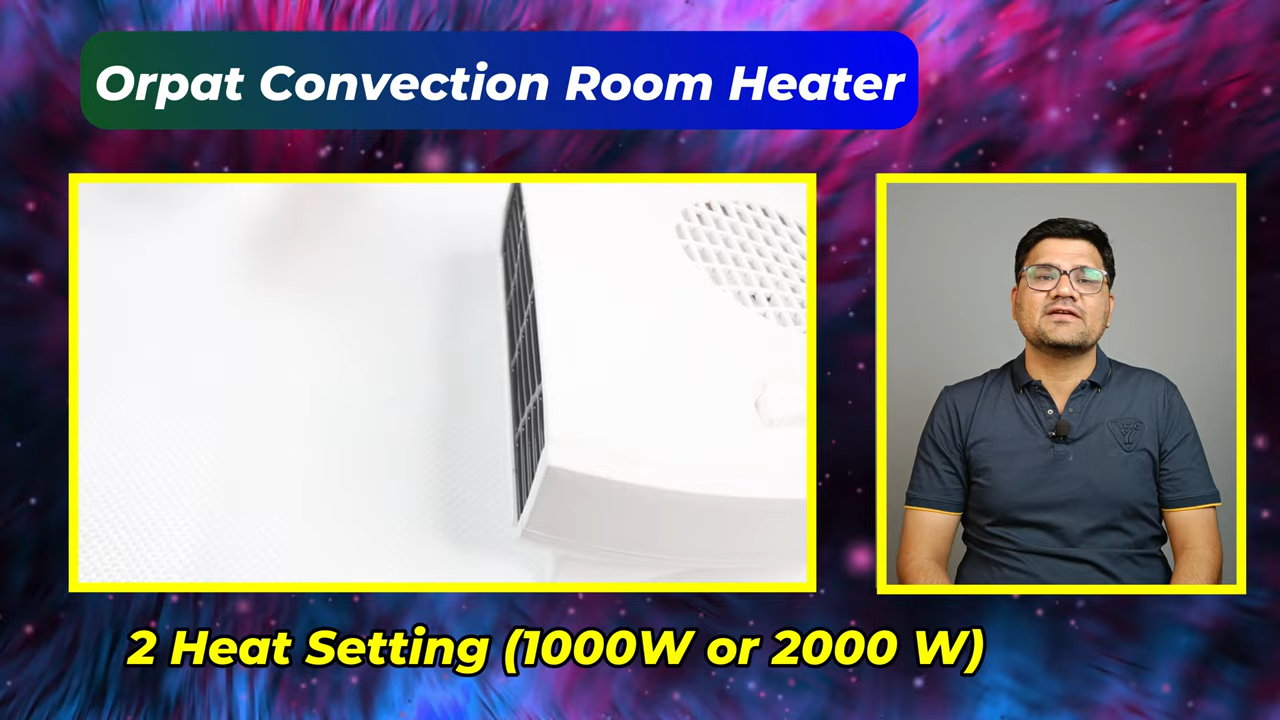 Orpat Convection Room Heater
2 Heat Setting (1000W or 2000 W)